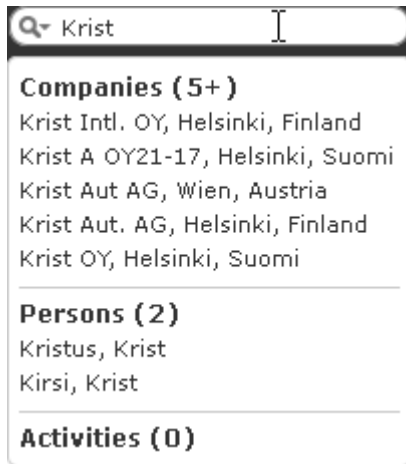 Krist
Companies (5+)
Krist Intl. OY, Helsinki, Finland
Krist A OY21-17, Helsinki, Suomi
Krist Aut AG, Wien, Austria
Krist Aut. AG, Helsinki, Finland
Krist OY, Helsinki, Suomi
Persons (2)
Kristus, Krist
Kirsi, Krist
Activities (0)